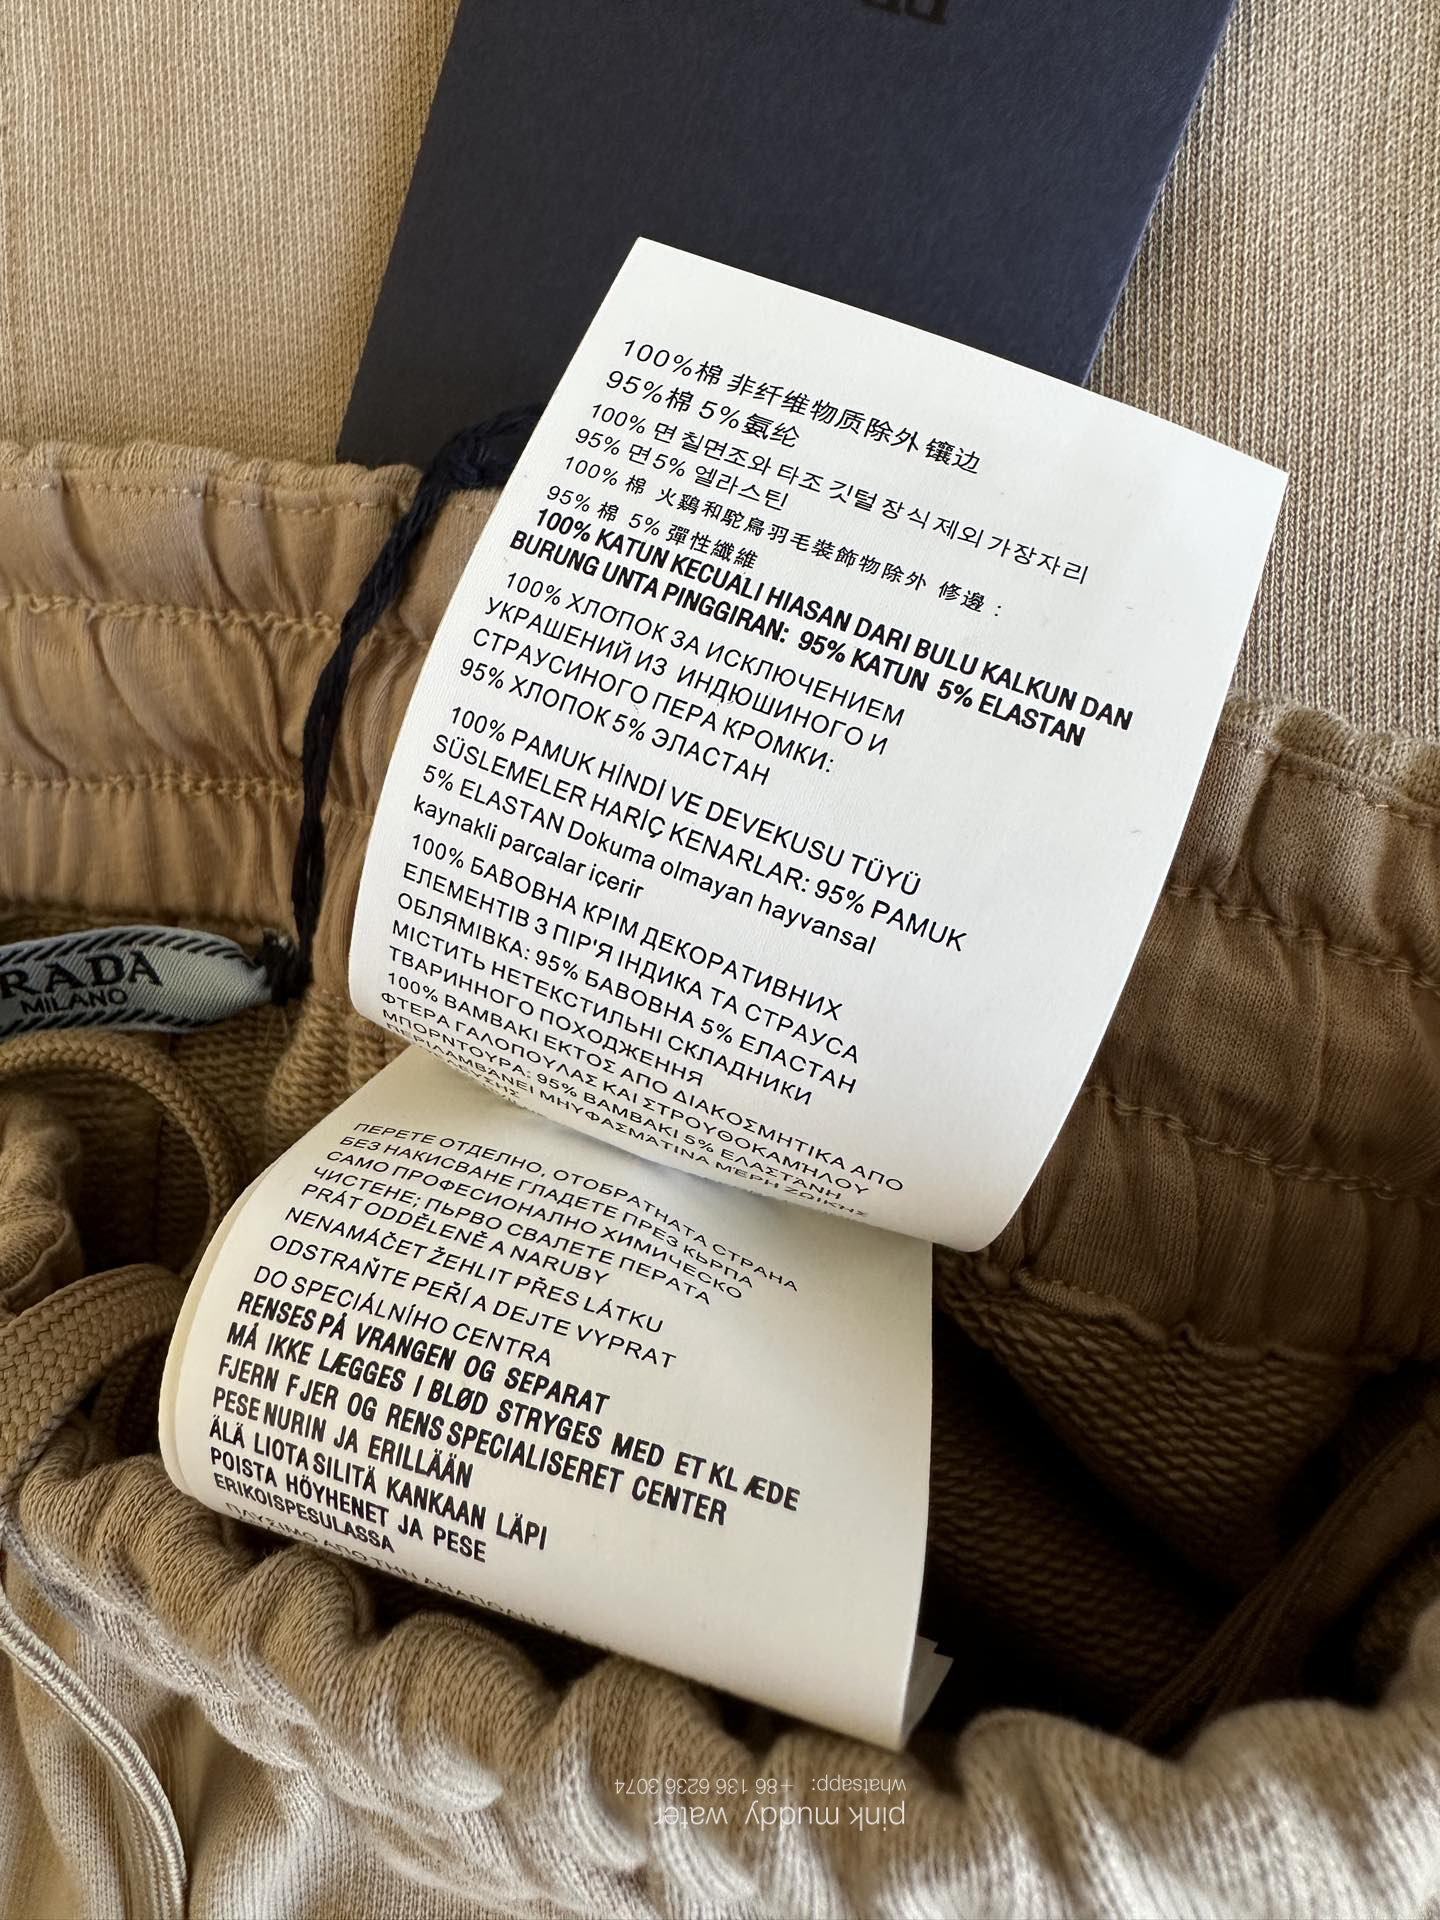 100%棉 非纤维物质除外 镶边
95%棉 5%氨纶
100% 면 칠면조와 타조 깃털 장식 제외 가장자리
95% 면 5% 엘라스틴
100% 棉 火鷄和駝鳥羽毛裝飾物除外 修邊 :
95% 棉 5% 彈性纖維
100% KATUN KECUALI HIASAN DARI BULU KALKUN DAN
BURUNG UNTA PINGGIRAN: 95% KATUN 5% ELASTAN
100% ХЛОПОК ЗА ИСКЛЮЧЕНИЕМ
УКРАШЕНИЙ ИЗ ИНДЮШИНОГО И
СТРАУСИНОГО ПЕРА КРОМКИ:
95% ХЛОПОК 5% ЭЛАСТАН
100% PAMUK HİNDİ VE DEVEKUSU TÜYÜ
SÜSLEMELER HARİÇ KENARLAR: 95% PAMUK
5% ELASTAN Dokuma olmayan hayvansal
kaynakli parçalar içerir
100% БАВОВНА КРІМ ДЕКОРАТИВНИХ
ЕЛЕМЕНТІВ З ПІР'Я ІНДИКА ТА СТРАУСА
ОБЛЯМІВКА: 95% БАВОВНА 5% ЕЛАСТАН
МІСТИТЬ НЕТЕКСТИЛЬНІ СКЛАДНИКИ
ТВАРИННОГО ПОХОДЖЕННЯ
100% ΒΑΜΒΑΚΙ ΕΚΤΟΣ ΑΠΟ ΔΙΑΚΟΣΜΗΤΙΚΑ ΑΠΟ
ΦΤΕΡΑ ΓΑΛΟΠΟΥΛΑΣ ΚΑΙ ΣΤΡΟΥΘΟΚΑΜΗΛΟΥ
ΜΠΟΡΝΤΟΥΡΑ: 95% ΒΑΜΒΑΚΙ 5% ΕΛΑΣΤΑΝΗ
ΠΕΡΙΛΑΜΒΑΝΕΙ ΜΗ ΥΦΑΣΜΑΤΙΝΑ ΜΕΡΗ ΖΩΙΚΗΣ
RADA
MILANO
ПЕРЕТЕ ОТДЕЛНО, ОТОБРАТНАТА СТРАНА
БЕЗ НАКИСВАНЕ ГЛАДЕТЕ ПРЕЗ КЪРПА
САМО ПРОФЕСИОНАЛНО ХИМИЧЕСКО
ЧИСТЕНЕ; ПЬРВО СВАЛЕТЕ ПЕРАТА
PRÁT ODDĚLENĚ A NARUBY
NENAMÁČET ŽEHLIT PŘES LÁTKU
ODSTRAŇTE PEŘÍ A DEJTE VYPRAT
DO SPECIÁLNÍHO CENTRA
RENSES PÅ VRANGEN OG SEPARAT
MÅ IKKE LÆGGES I BLØD STRYGES MED ET KLÆDE
FJERN FJER OG RENS SPECIALISERET CENTER
PESE NURIN JA ERILLÄÄN
ÄLÄ LIOTA SILITÄ KANKAAN LÄPI
POISTA HÖYHENET JA PESE
ERIKOISPESULASSA
pink muddy water
whatsapp: +86 136 6236 3074